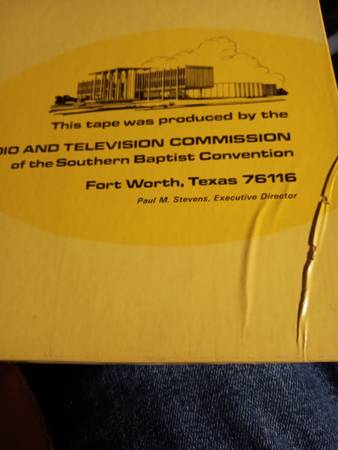 This tape was produced by the
DIO AND TELEVISION COMMISSION
of the Southern Baptist Convention
Fort Worth, Texas 76116
Paul M. Stevens, Executive Director